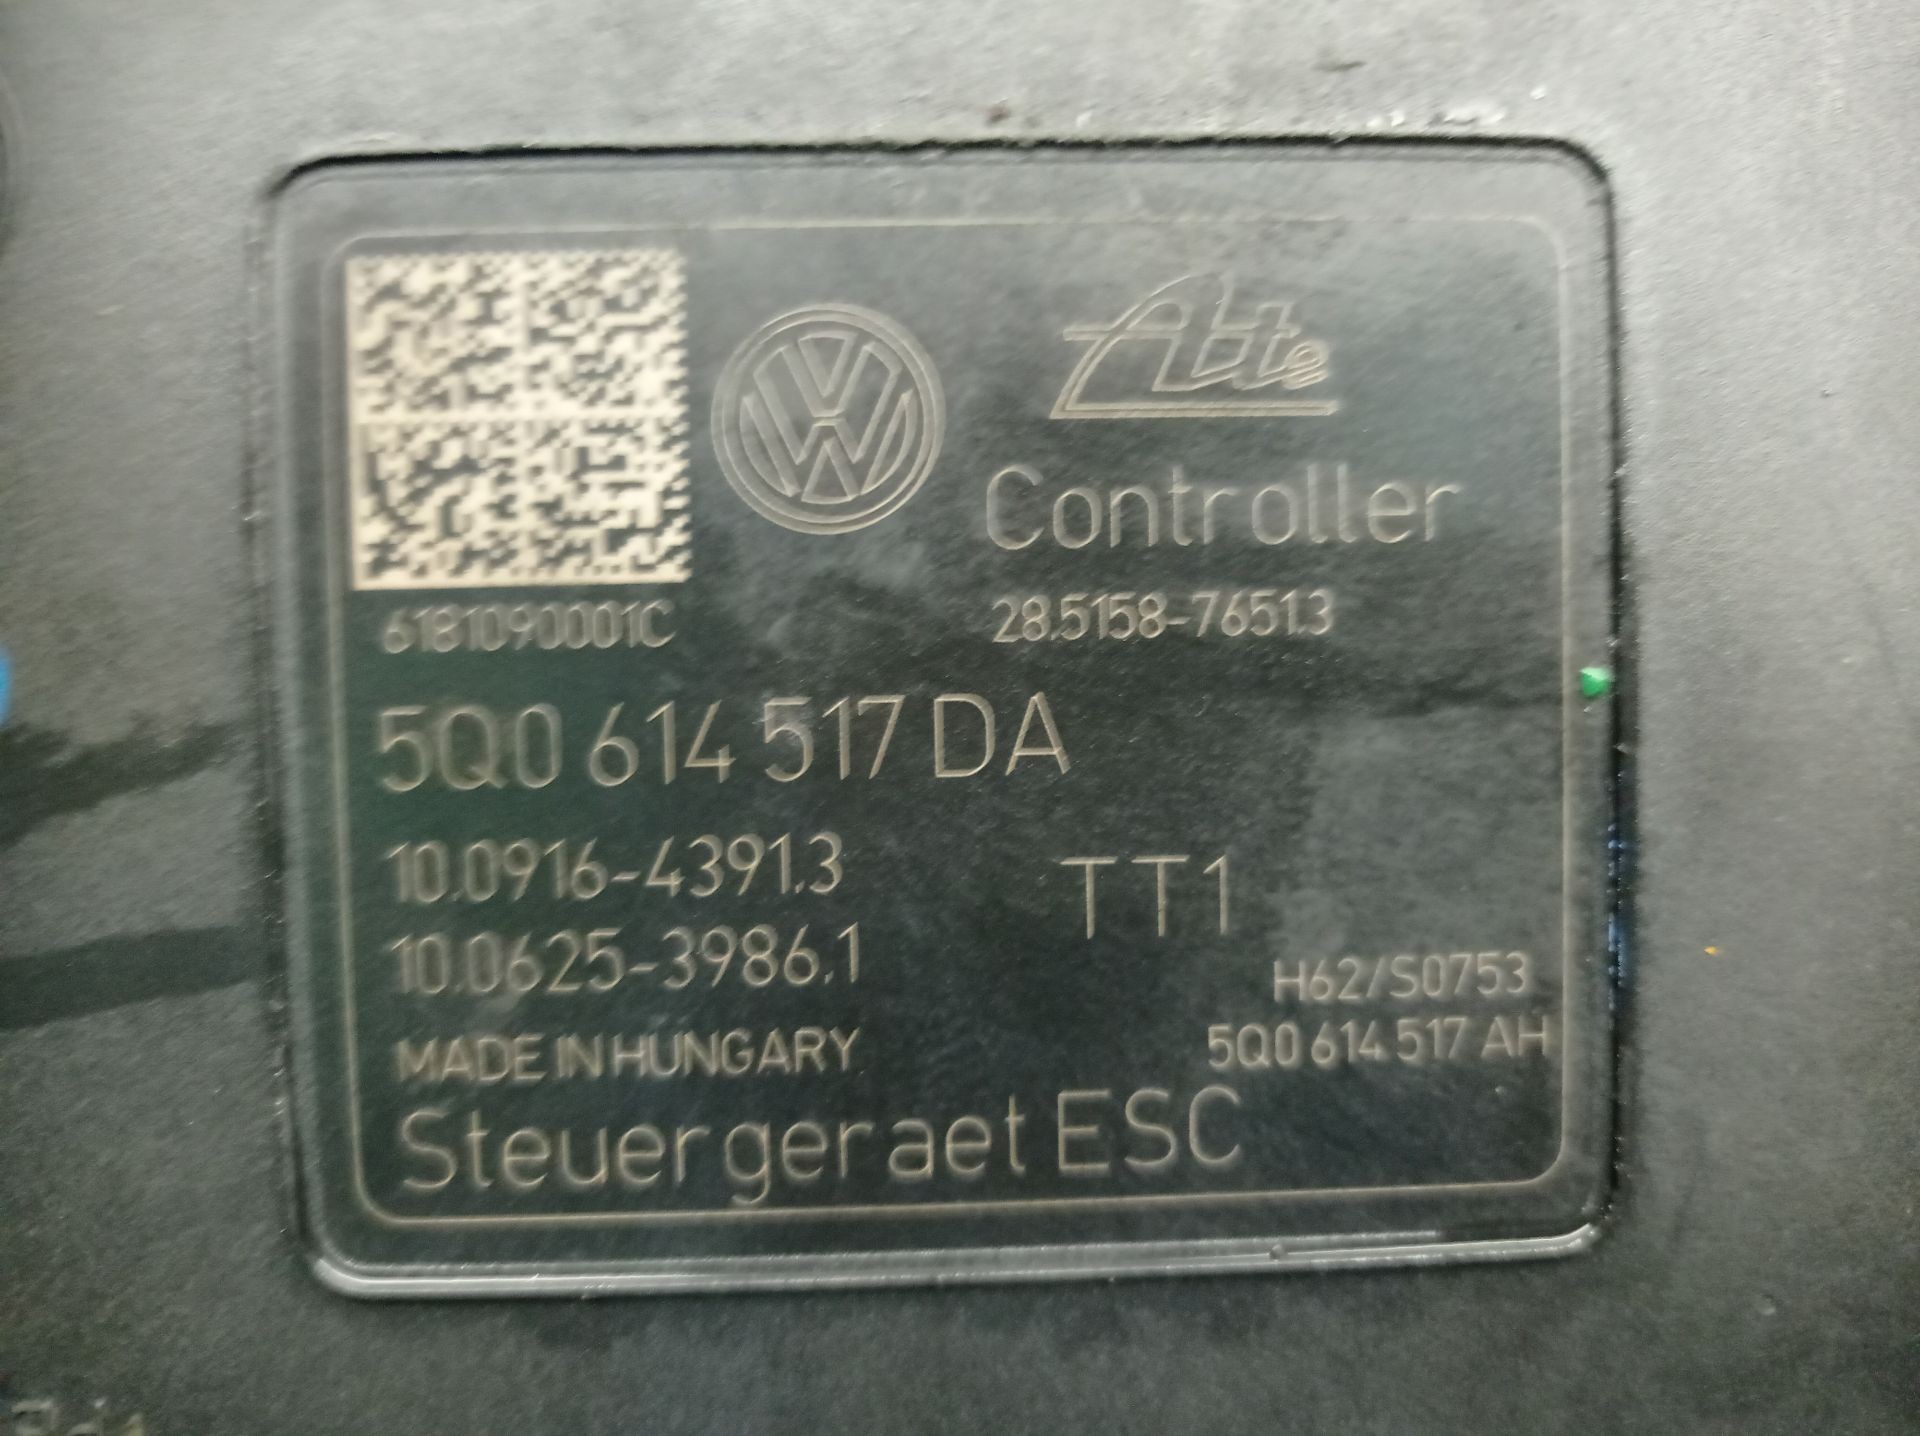 Ate
Controller
6181090001C
28.5158-7651.3
5Q0 614 517 DA
10.0916-4391.3
TT1
10.0625-3986.1
H62/S0753
MADE IN HUNGARY
5Q0 614 517 AH
Steuergeraet ESC